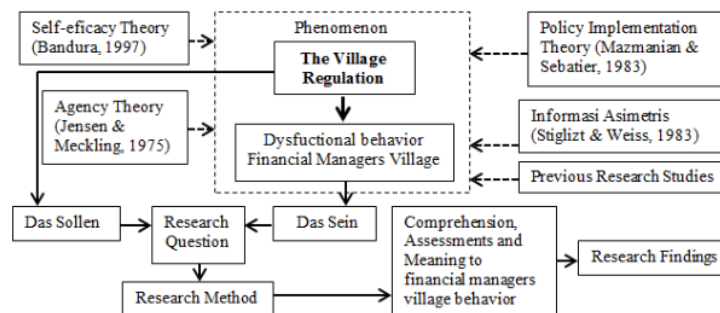 Self-eficacy Theory
(Bandura, 1997)
Phenomenon
The Village
Regulation
Policy Implementation
Theory (Mazmanian &
Sebatier, 1983)
Agency Theory
(Jensen &
Meckling, 1975)
Dysfuctional behavior
Financial Managers Village
Informasi Asimetris
(Stiglizt & Weiss, 1983)
Previous Research Studies
Das Sollen
Research
Question
Das Sein
Comprehension,
Assessments and
Meaning to
financial managers
village behavior
Research Findings
Research Method